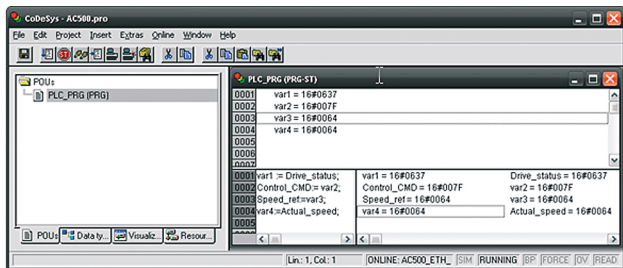 CoDeSys - AC500.pro
File Edit Project Insert Extras Online Window Help
POUs
PLC_PRG (PRG)
POUs Data ty... Visualiz... Resour...
PLC_PRG (PRG-ST)
0001 var1 = 16#0637
0002 var2 = 16#007F
0003 var3 = 16#0064
0004 var4 = 16#0064
0005
0006
0007
0001 var1 := Drive_status; var1 = 16#0637 Drive_status = 16#0637
0002 Control_CMD:= var2; Control_CMD = 16#007F var2 = 16#007F
0003 Speed_ref:=var3; Speed_ref = 16#0064 var3 = 16#0064
0004 var4:=Actual_speed; var4 = 16#0064 Actual_speed = 16#0064
0005
Lin.: 1, Col.: 1 ONLINE: AC500_ETH_ SIM RUNNING BP FORCE OV READ